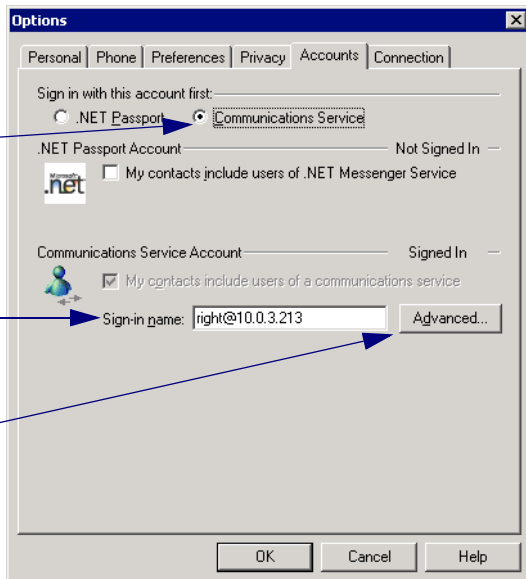 Options
Personal Phone Preferences Privacy Accounts Connection
Sign in with this account first:
.NET Passport Communications Service
.NET Passport Account Not Signed In
Microsoft
.net
My contacts include users of .NET Messenger Service
Communications Service Account Signed In
My contacts include users of a communications service
Sign-in name: right@10.0.3.213 Advanced...
OK Cancel Help